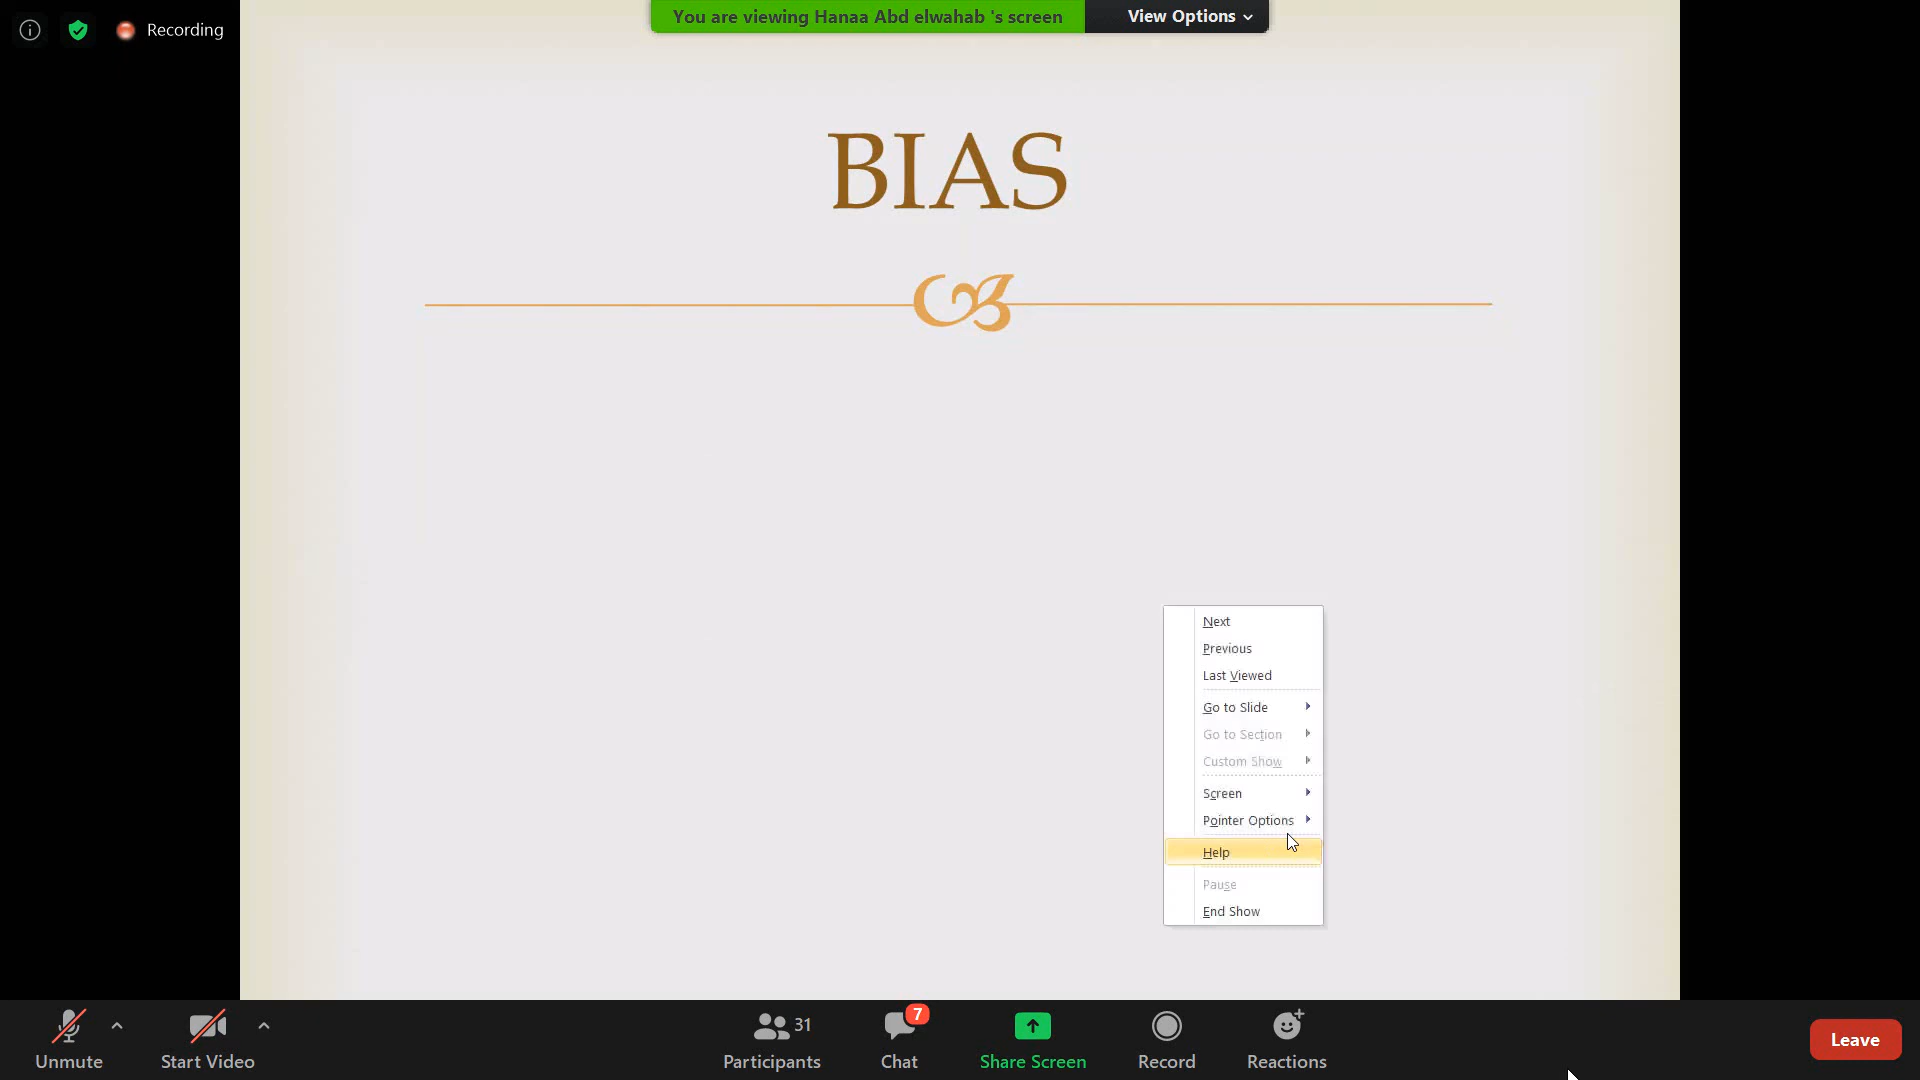 Recording
You are viewing Hanaa Abd elwahab 's screen
View Options
BIAS
Next
Previous
Last Viewed
Go to Slide
Go to Section
Custom Show
Screen
Pointer Options
Help
Pause
End Show
Unmute
Start Video
31
Participants
7
Chat
Share Screen
Record
Reactions
Leave